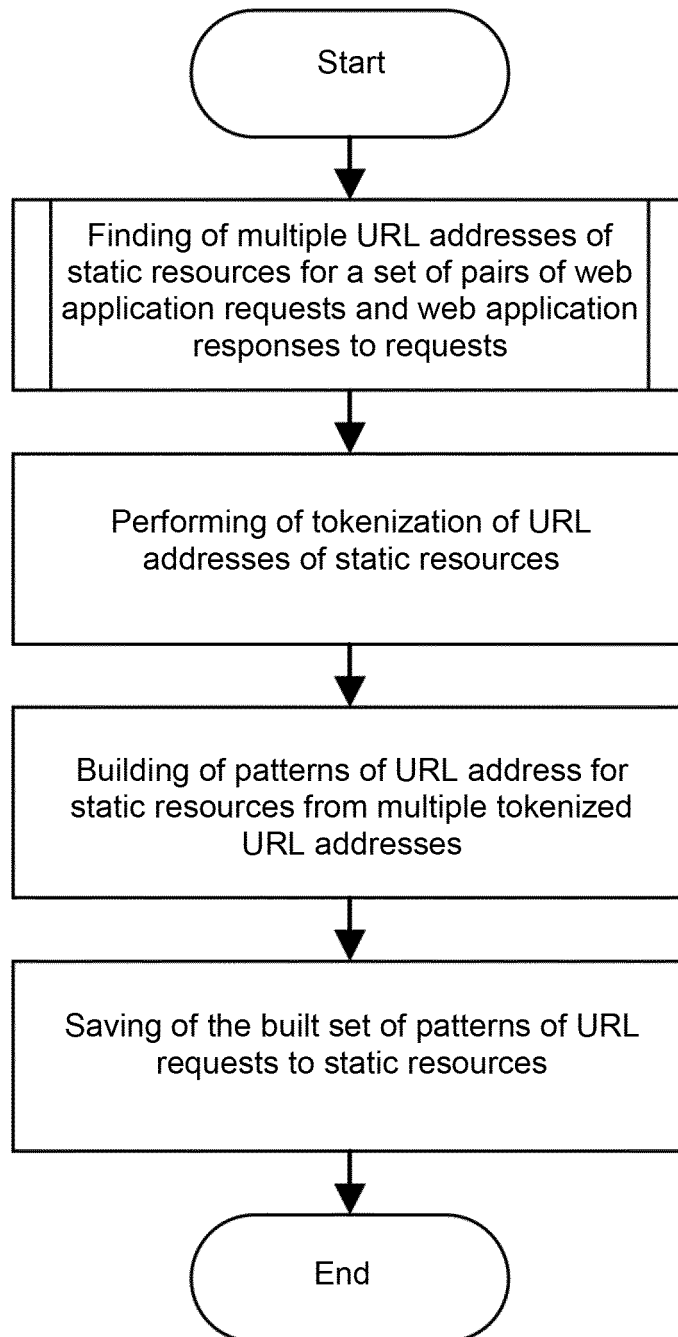 Start
Finding of multiple URL addresses of
static resources for a set of pairs of web
application requests and web application
responses to requests
Performing of tokenization of URL
addresses of static resources
Building of patterns of URL address for
static resources from multiple tokenized
URL addresses
Saving of the built set of patterns of URL
requests to static resources
End